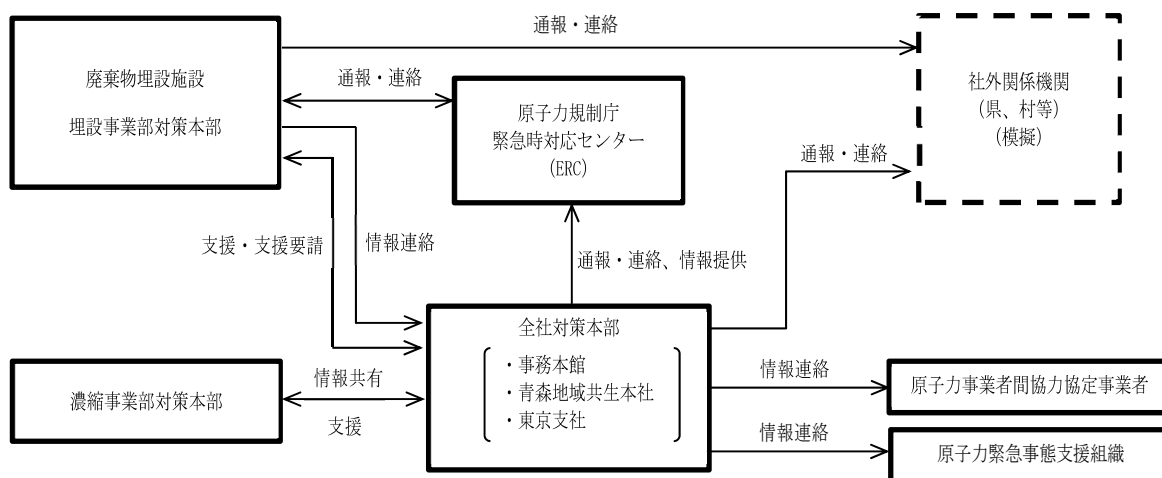 通報・連絡
廃棄物埋設施設
埋設事業部対策本部
通報・連絡
原子力規制庁
緊急時対応センター
(ERC)
社外関係機関
(県、村等)
(模擬)
通報・連絡
支援・支援要請
情報連絡
通報・連絡、情報提供
全社対策本部
・事務本館
・青森地域共生本社
・東京支社
濃縮事業部対策本部
情報共有
支援
情報連絡
原子力事業者間協力協定事業者
情報連絡
原子力緊急事態支援組織